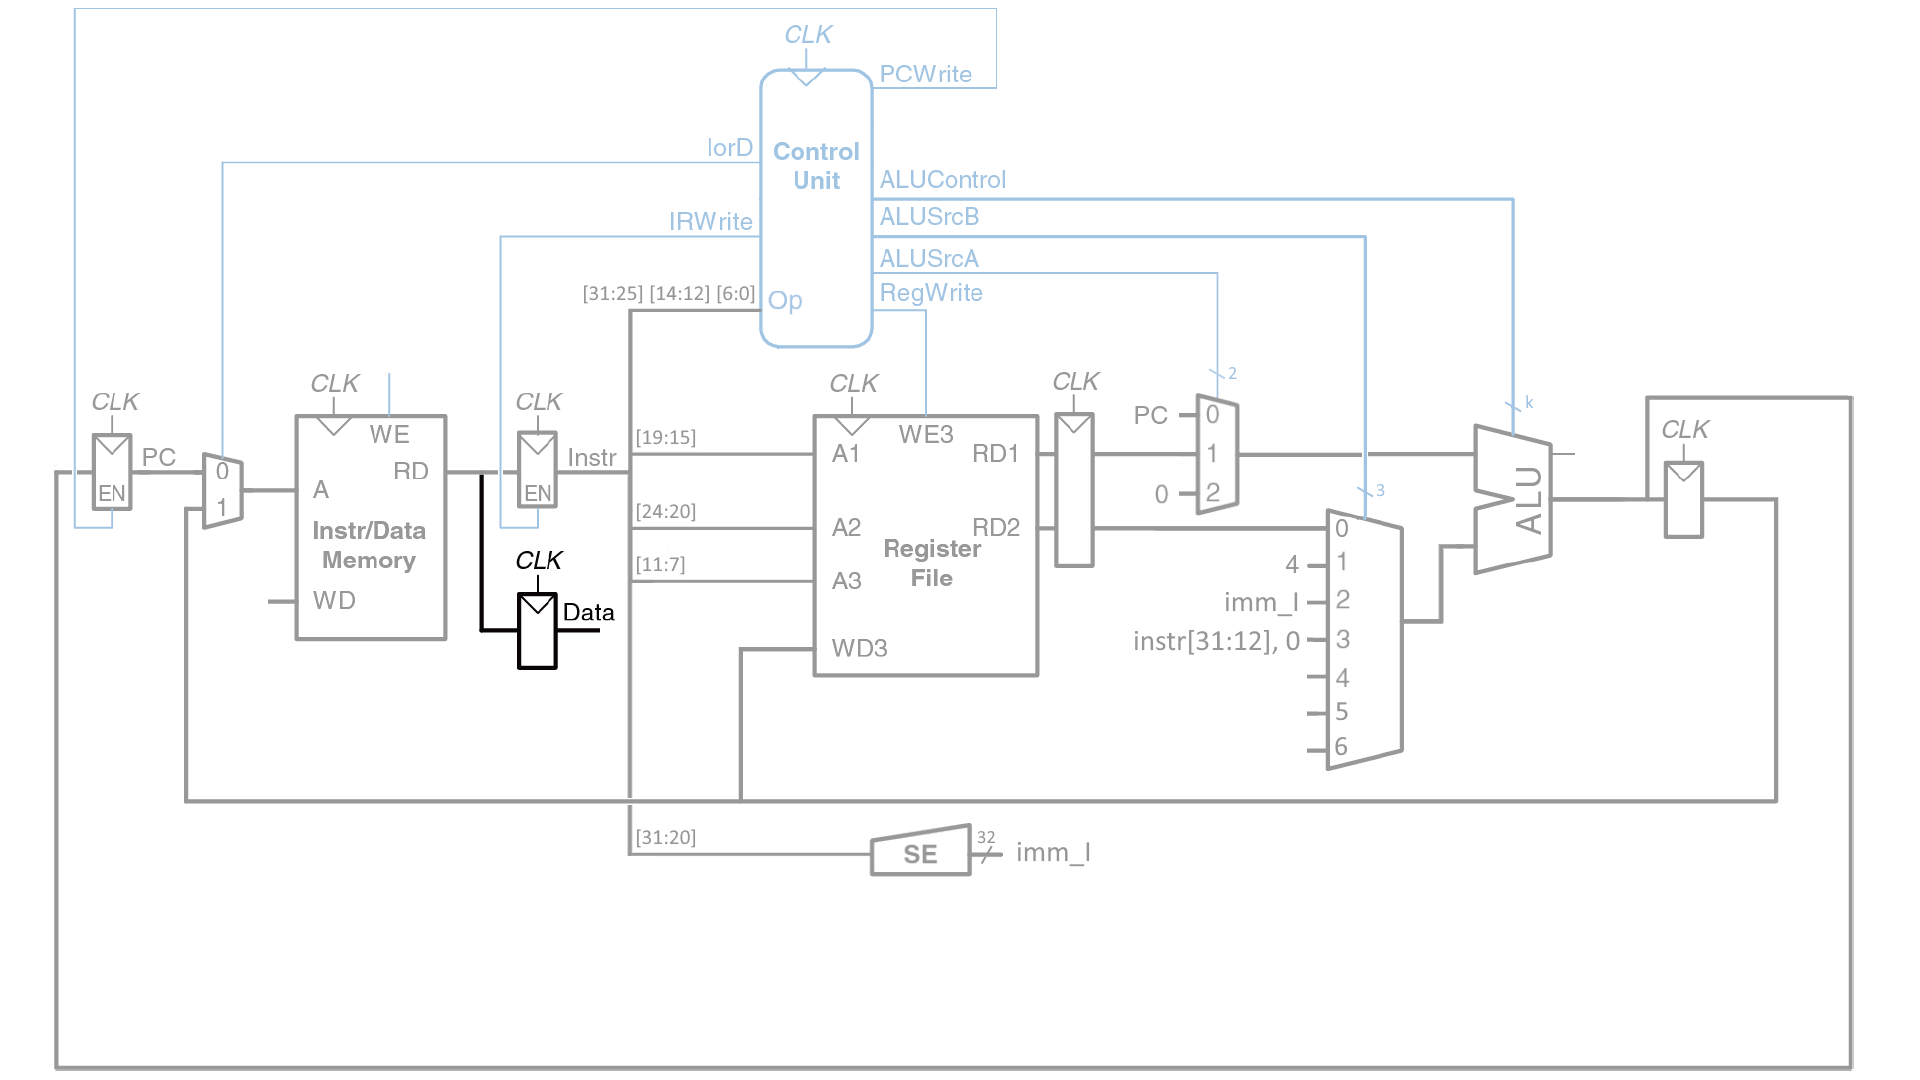 CLK
PCWrite
IorD
Control
Unit
ALUControl
IRWrite
ALUSrcB
ALUSrcA
[31:25] [14:12] [6:0]
Op
RegWrite
CLK
PC
EN
0
1
CLK
WE
RD
A
Instr/Data
Memory
WD
CLK
Instr
EN
CLK
Data
[19:15]
[24:20]
[11:7]
CLK
WE3
A1
RD1
A2
RD2
Register
File
A3
WD3
CLK
2
PC
0
1
0
2
3
0
4
1
imm_I
2
instr[31:12], 0
3
4
5
6
k
ALU
CLK
[31:20]
SE
32
imm_I